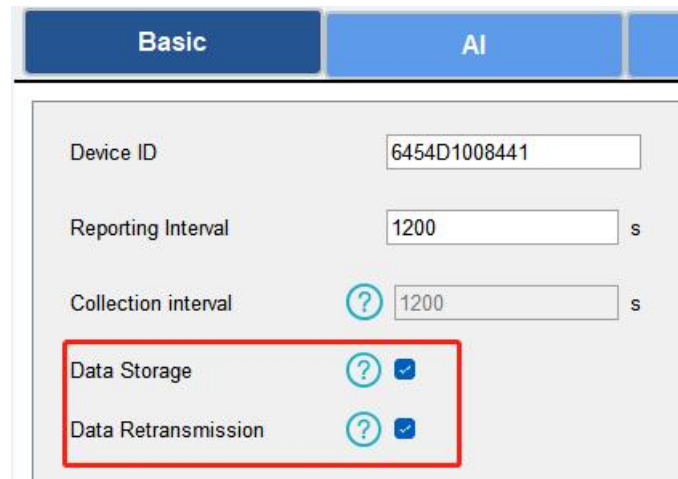 Basic AI
Device ID 6454D1008441
Reporting Interval 1200 s
Collection interval ? 1200 s
Data Storage ?
Data Retransmission ?